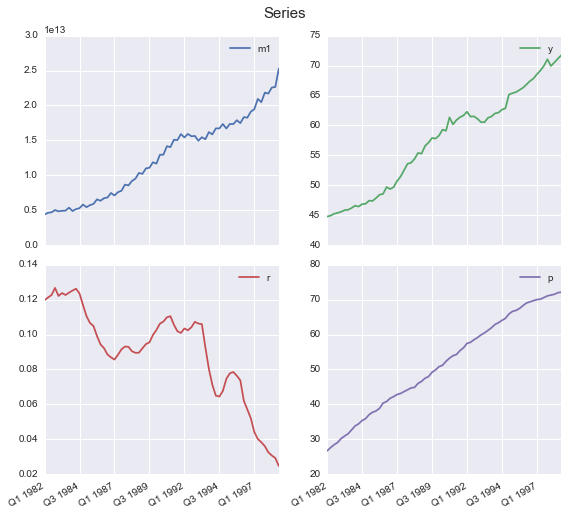 Series
1e13
3.0
2.5
2.0
1.5
1.0
0.5
0.0
m1
75
70
65
60
55
50
45
40
y
0.14
0.12
0.10
0.08
0.06
0.04
0.02
r
Q1 1982
Q3 1984
Q1 1987
Q3 1989
Q1 1992
Q3 1994
Q1 1997
80
70
60
50
40
30
20
p
Q1 1982
Q3 1984
Q1 1987
Q3 1989
Q1 1992
Q3 1994
Q1 1997